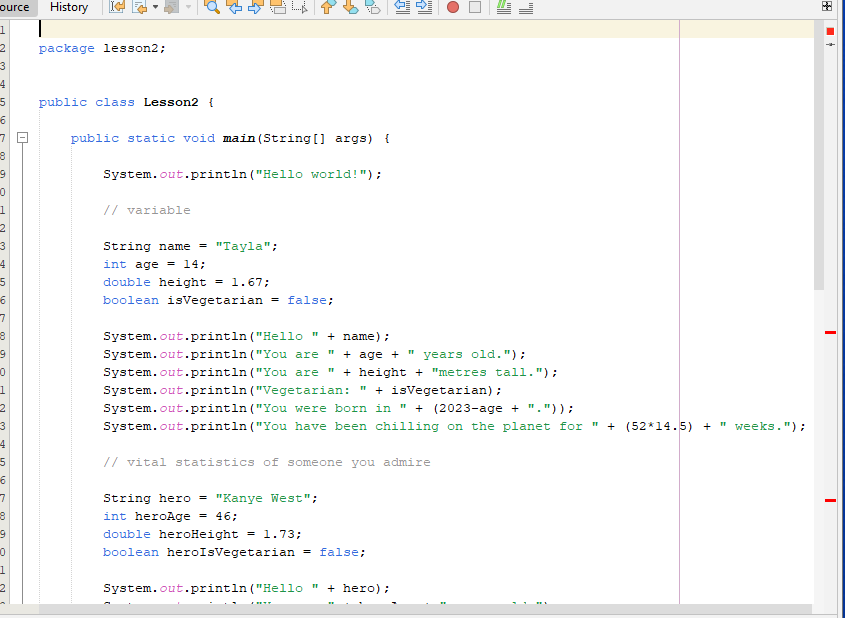 ource History
1
2 package lesson2;
3
4
5 public class Lesson2 {
6
7 public static void main(String[] args) {
8
9 System.out.println("Hello world!");
0
1 // variable
2
3 String name = "Tayla";
4 int age = 14;
5 double height = 1.67;
6 boolean isVegetarian = false;
7
8 System.out.println("Hello " + name);
9 System.out.println("You are " + age + " years old.");
0 System.out.println("You are " + height + "metres tall.");
1 System.out.println("Vegetarian: " + isVegetarian);
2 System.out.println("You were born in " + (2023-age + "."));
3 System.out.println("You have been chilling on the planet for " + (52*14.5) + " weeks.");
4
5 // vital statistics of someone you admire
6
7 String hero = "Kanye West";
8 int heroAge = 46;
9 double heroHeight = 1.73;
0 boolean heroIsVegetarian = false;
1
2 System.out.println("Hello " + hero);